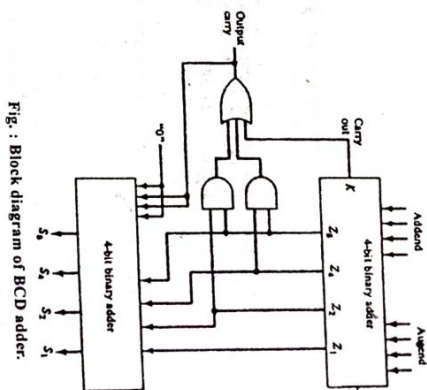 Addend
Augend
K
4-bit binary adder
Z₈
Z₄
Z₂
Z₁
Carry
out
Output
carry
"0"
4-bit binary adder
S₈
S₄
S₂
S₁
Fig. : Block diagram of BCD adder.